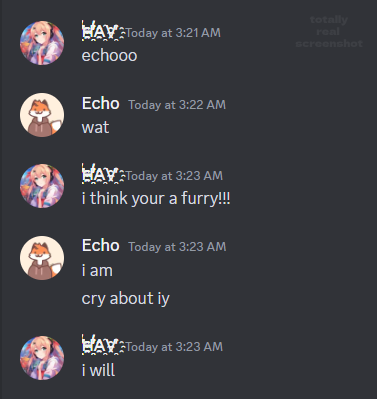 Today at 3:21 AM
totally
real
screenshot
echooo
Echo Today at 3:22 AM
wat
Today at 3:23 AM
i think your a furry!!!
Echo Today at 3:23 AM
i am
cry about iy
Today at 3:23 AM
i will